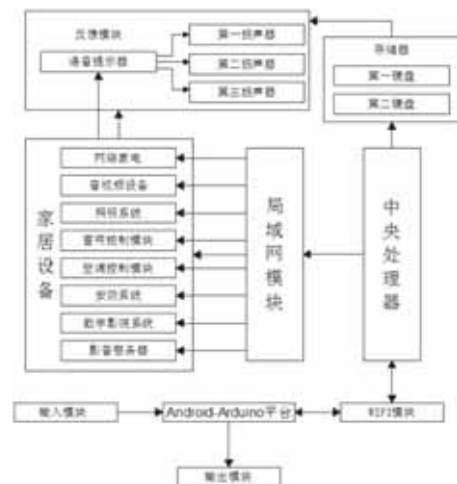 反馈模块
语音提示器
第一扬声器
第二扬声器
第三扬声器
存储器
第一硬盘
第二硬盘
家居设备
网络家电
音视频设备
照明系统
窗帘控制模块
空调控制模块
安防系统
数字影院系统
影音服务器
局域网模块
中央处理器
输入模块
Android-Arduino平台
WIFI模块
输出模块